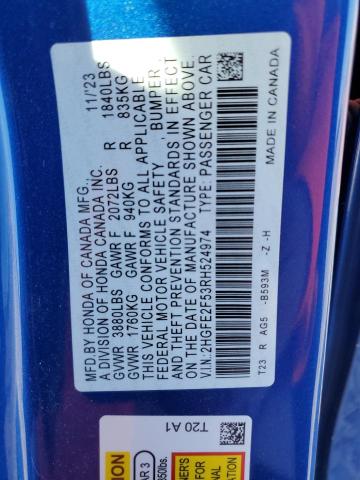 MFD.BY HONDA OF CANADA MFG. 11/'23
A DIVISION OF HONDA CANADA INC.
GVWR 3880LBS GAWR F 2072LBS R 1840LBS
GVWR 1760KG GAWR F 940KG R 835KG
THIS VEHICLE CONFORMS TO ALL APPLICABLE
FEDERAL MOTOR VEHICLE SAFETY, BUMPER,
AND THEFT PREVENTION STANDARDS IN EFFECT
ON THE DATE OF MANUFACTURE SHOWN ABOVE.
V.I.N.:2HGFE2F53RH524974 TYPE:PASSENGER CAR
T23 R AG5 -B593M -Z -H MADE IN CANADA
T20 A1